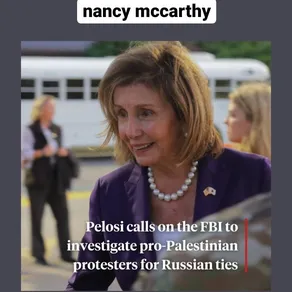 nancy mccarthy
Pelosi calls on the FBI to
investigate pro-Palestinian
protesters for Russian ties